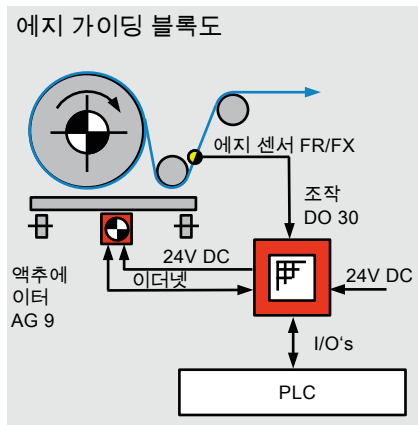 에지 가이딩 블록도
에지 센서 FR/FX
조작
DO 30
24V DC
24V DC
이더넷
액추에
이터
AG 9
I/O‘s
PLC